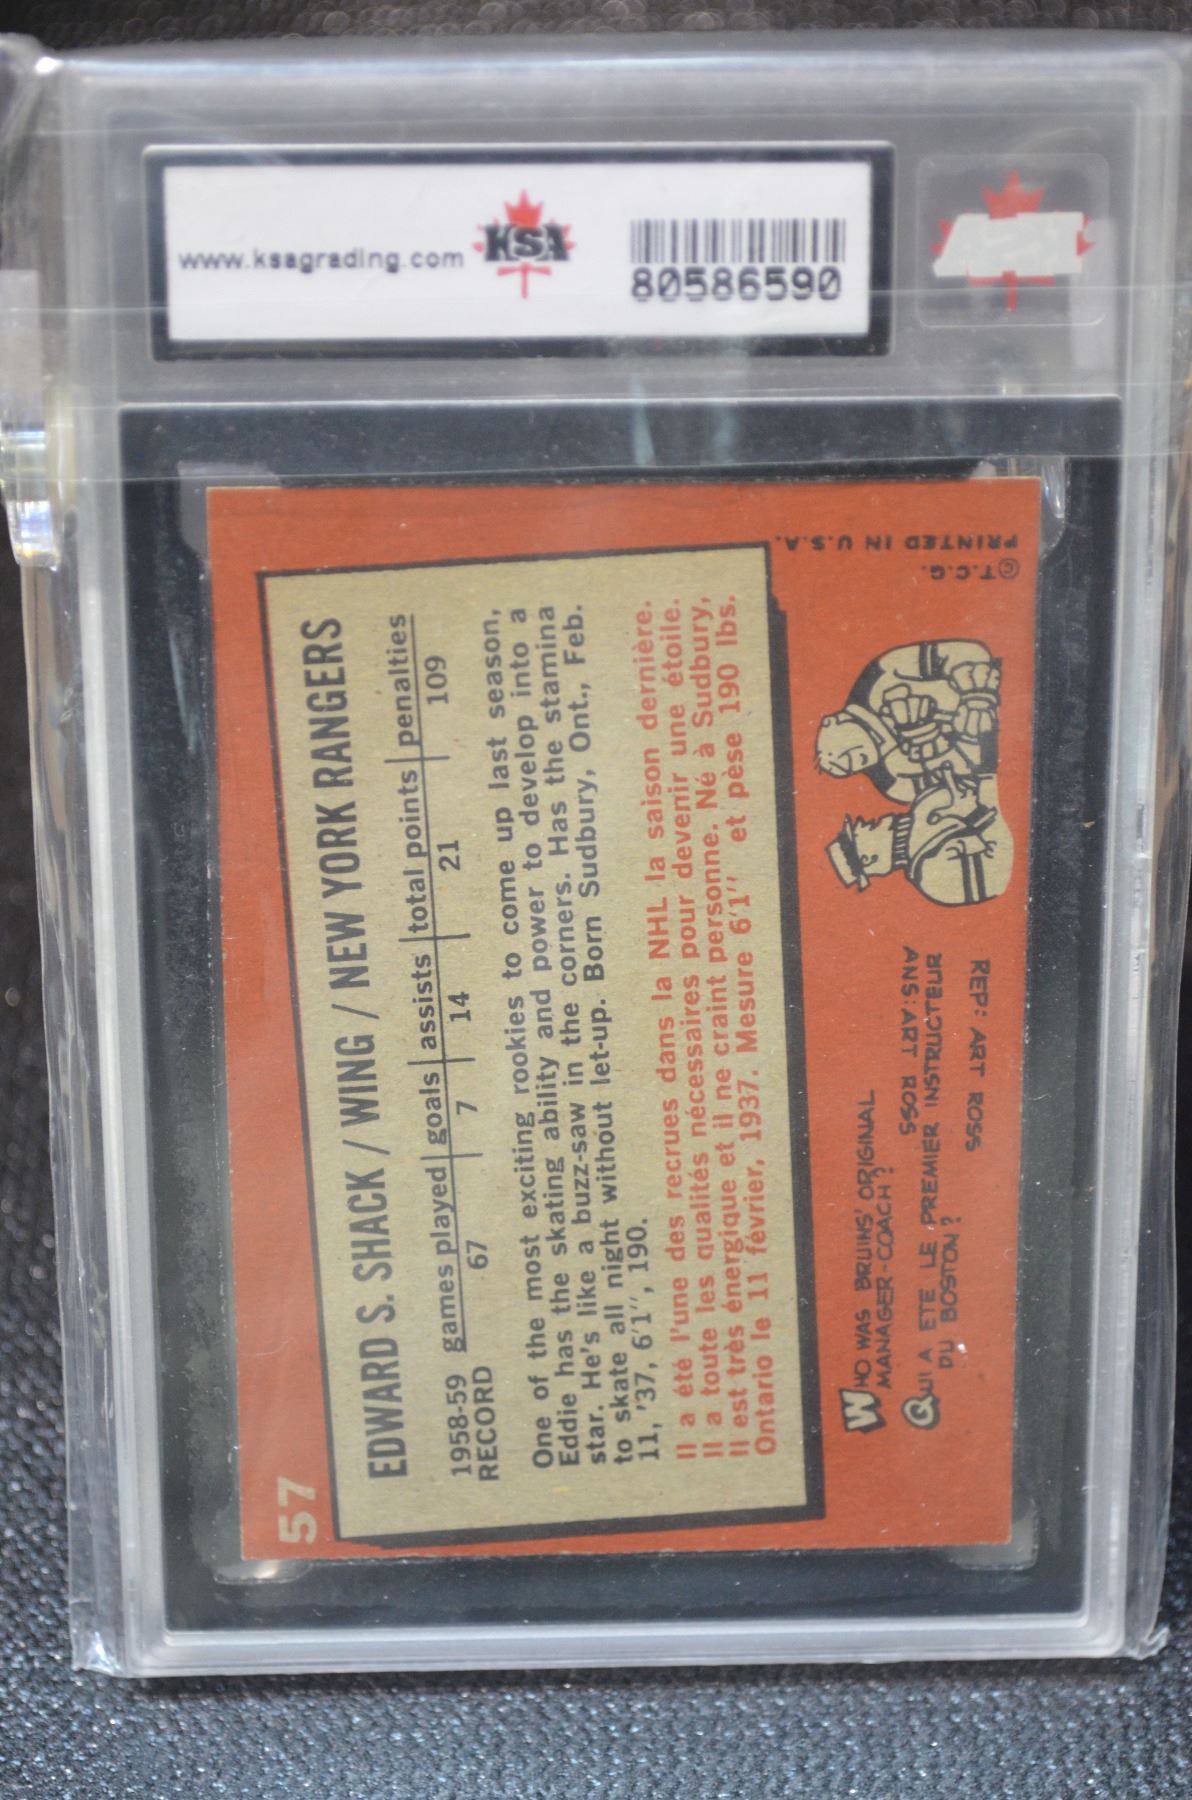 www.ksagrading.com
KSA
80586590
57
EDWARD S. SHACK / WING / NEW YORK RANGERS
1958-59 RECORD games played goals assists total points penalties
67 7 14 21 109
One of the most exciting rookies to come up last season,
Eddie has the skating ability and power to develop into a
star. He's like a buzz-saw in the corners. Has the stamina
to skate all night without let-up. Born Sudbury, Ont., Feb.
11, '37, 6'1'', 190.
Il a été l'une des recrues dans la NHL la saison dernière.
Il a toute les qualités nécessaires pour devenir une étoile.
Il est très énergique et il ne craint personne. Né à Sudbury,
Ontario le 11 février, 1937. Mesure 6'1'' et pèse 190 lbs.
WHO WAS BRUINS' ORIGINAL
MANAGER-COACH?
ANS: ART ROSS
QUI A ETE LE PREMIER INSTRUCTEUR
DU BOSTON?
REP: ART ROSS
© T.C.G.
PRINTED IN U.S.A.